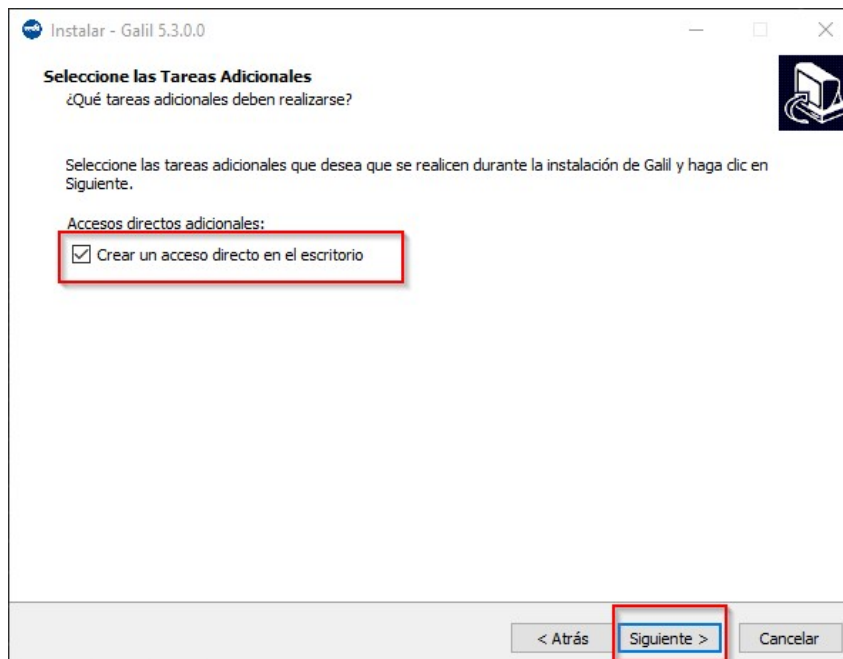 Instalar - Galil 5.3.0.0
Seleccione las Tareas Adicionales
¿Qué tareas adicionales deben realizarse?
Seleccione las tareas adicionales que desea que se realicen durante la instalación de Galil y haga clic en
Siguiente.
Accesos directos adicionales:
Crear un acceso directo en el escritorio
< Atrás
Siguiente >
Cancelar